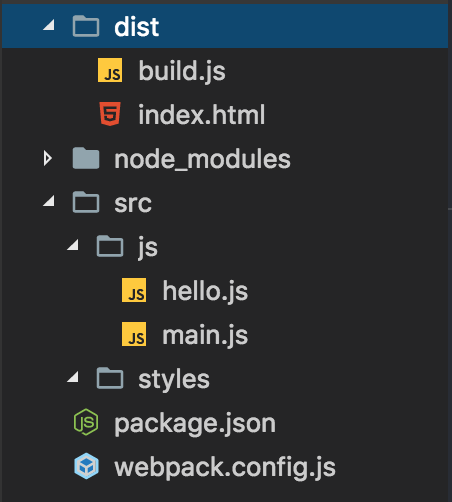 dist
JS build.js
5 index.html
node_modules
src
js
JS hello.js
JS main.js
styles
JS package.json
webpack.config.js